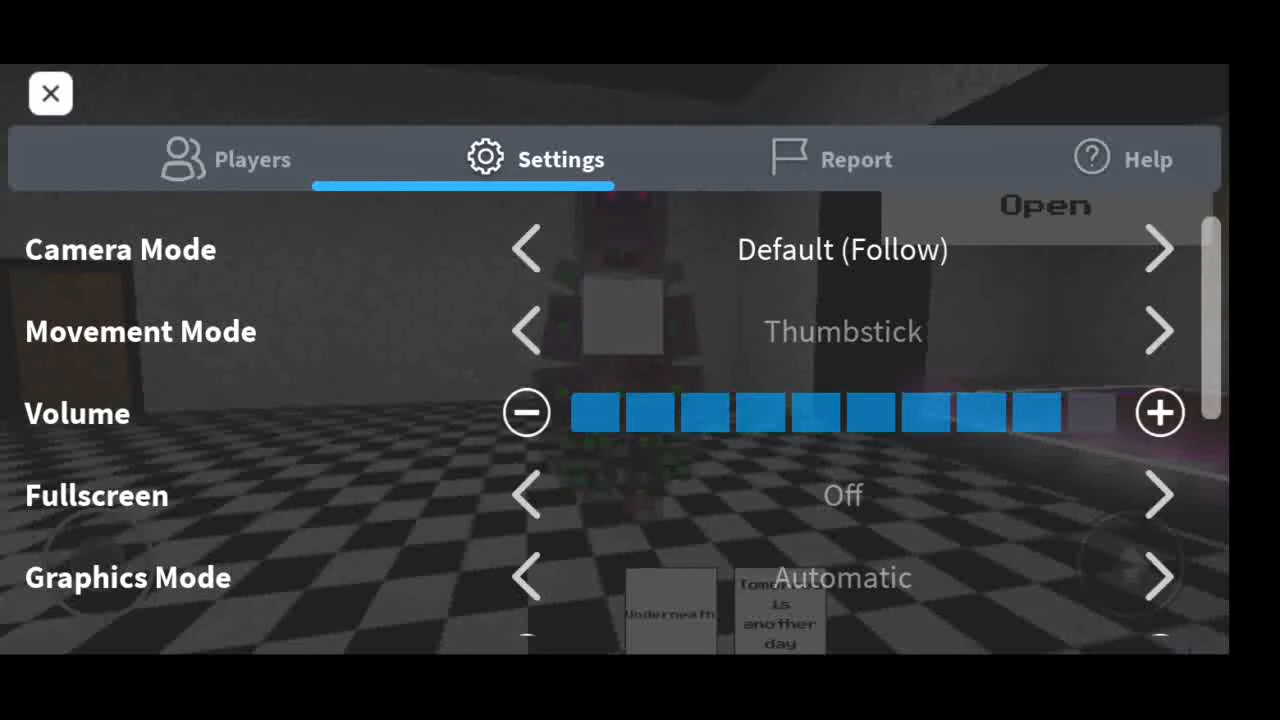 Players
Settings
Report
Help
Open
Camera Mode
Default (Follow)
Movement Mode
Thumbstick
Volume
Fullscreen
Off
Graphics Mode
Automatic
Underneath
Tomorrow
is
another
day